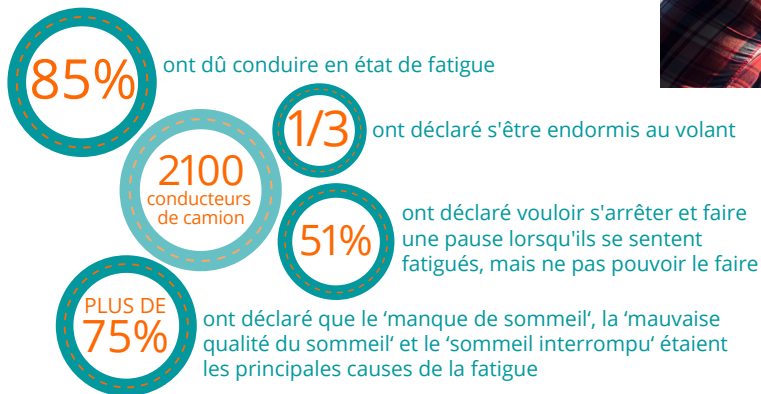 85%
ont dû conduire en état de fatigue
1/3
ont déclaré s'être endormis au volant
2100
conducteurs
de camion
51%
ont déclaré vouloir s'arrêter et faire
une pause lorsqu'ils se sentent
fatigués, mais ne pas pouvoir le faire
PLUS DE
75%
ont déclaré que le ‘manque de sommeil‘, la ‘mauvaise
qualité du sommeil‘ et le ‘sommeil interrompu‘ étaient
les principales causes de la fatigue